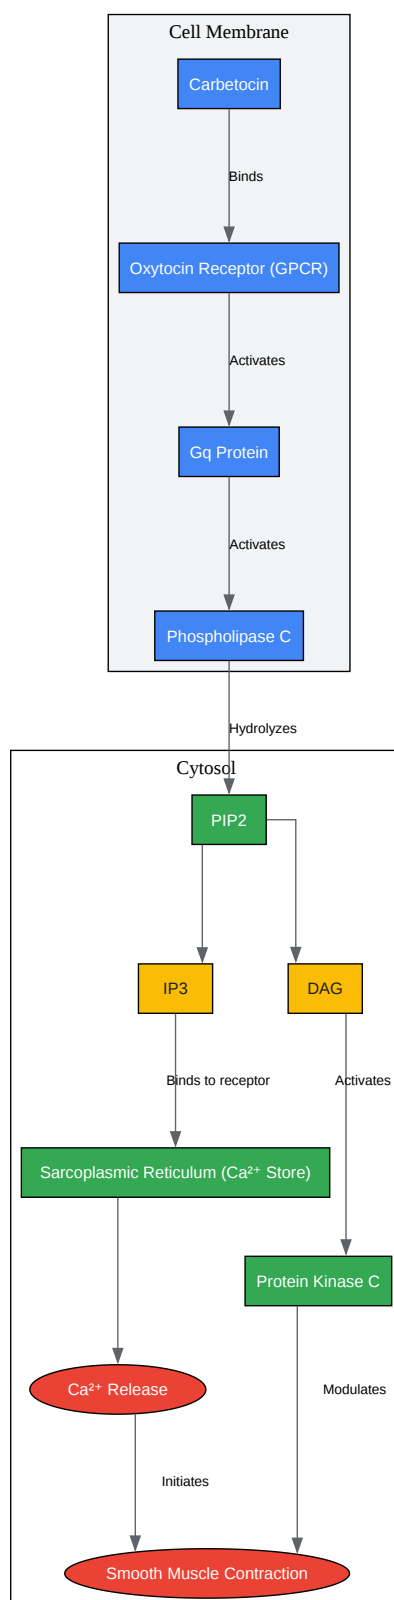 Cell Membrane
Carbetocin
Binds
Oxytocin Receptor (GPCR)
Activates
Gq Protein
Activates
Phospholipase C
Hydrolyzes
Cytosol
PIP2
IP3
DAG
Binds to receptor
Activates
Sarcoplasmic Reticulum (Ca²⁺ Store)
Protein Kinase C
Ca²⁺ Release
Modulates
Initiates
Smooth Muscle Contraction